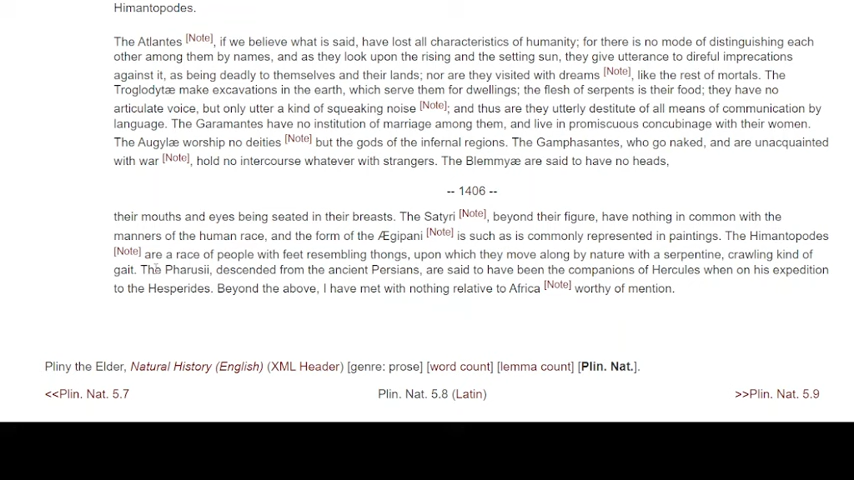 Himantopodes.
The Atlantes [Note], if we believe what is said, have lost all characteristics of humanity; for there is no mode of distinguishing each
other among them by names, and as they look upon the rising and the setting sun, they give utterance to direful imprecations
against it, as being deadly to themselves and their lands; nor are they visited with dreams [Note], like the rest of mortals. The
Troglodytæ make excavations in the earth, which serve them for dwellings; the flesh of serpents is their food; they have no
articulate voice, but only utter a kind of squeaking noise [Note]; and thus are they utterly destitute of all means of communication by
language. The Garamantes have no institution of marriage among them, and live in promiscuous concubinage with their women.
The Augylæ worship no deities [Note] but the gods of the infernal regions. The Gamphasantes, who go naked, and are unacquainted
with war [Note], hold no intercourse whatever with strangers. The Blemmyæ are said to have no heads,
-- 1406 --
their mouths and eyes being seated in their breasts. The Satyri [Note], beyond their figure, have nothing in common with the
manners of the human race, and the form of the Ægipani [Note] is such as is commonly represented in paintings. The Himantopodes
[Note] are a race of people with feet resembling thongs, upon which they move along by nature with a serpentine, crawling kind of
gait. The Pharusii, descended from the ancient Persians, are said to have been the companions of Hercules when on his expedition
to the Hesperides. Beyond the above, I have met with nothing relative to Africa [Note] worthy of mention.
Pliny the Elder, Natural History (English) (XML Header) [genre: prose] [word count] [lemma count] [Plin. Nat.].
<<Plin. Nat. 5.7 Plin. Nat. 5.8 (Latin) >>Plin. Nat. 5.9